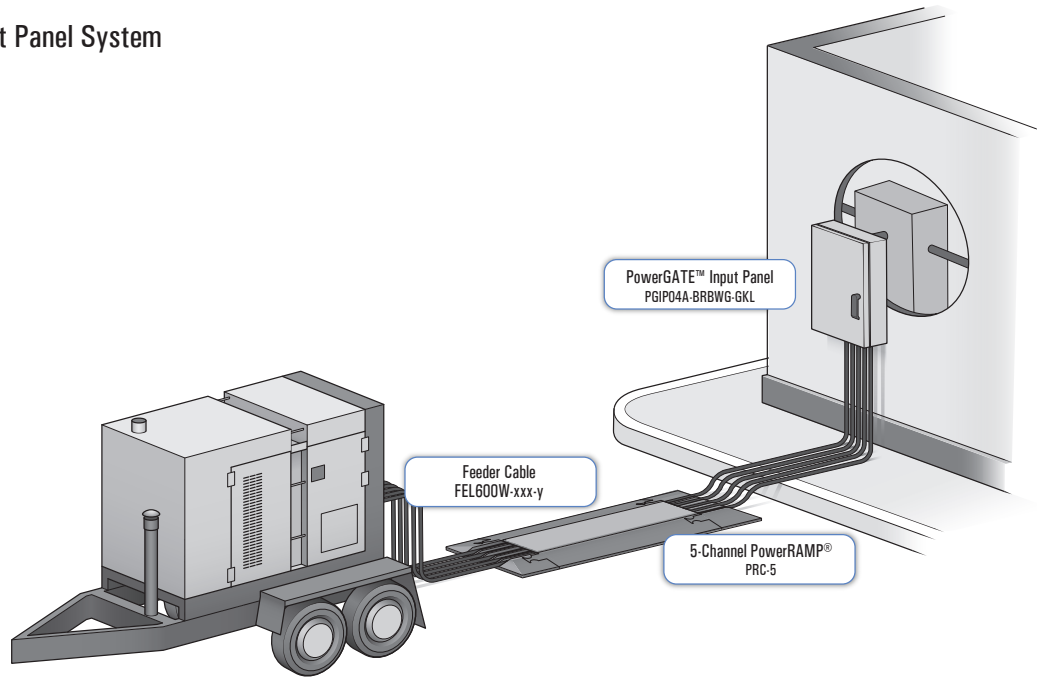 t Panel System
PowerGATE™ Input Panel
PGIP04A-BRBWG-GKL
Feeder Cable
FEL600W-xxx-y
5-Channel PowerRAMP®
PRC-5